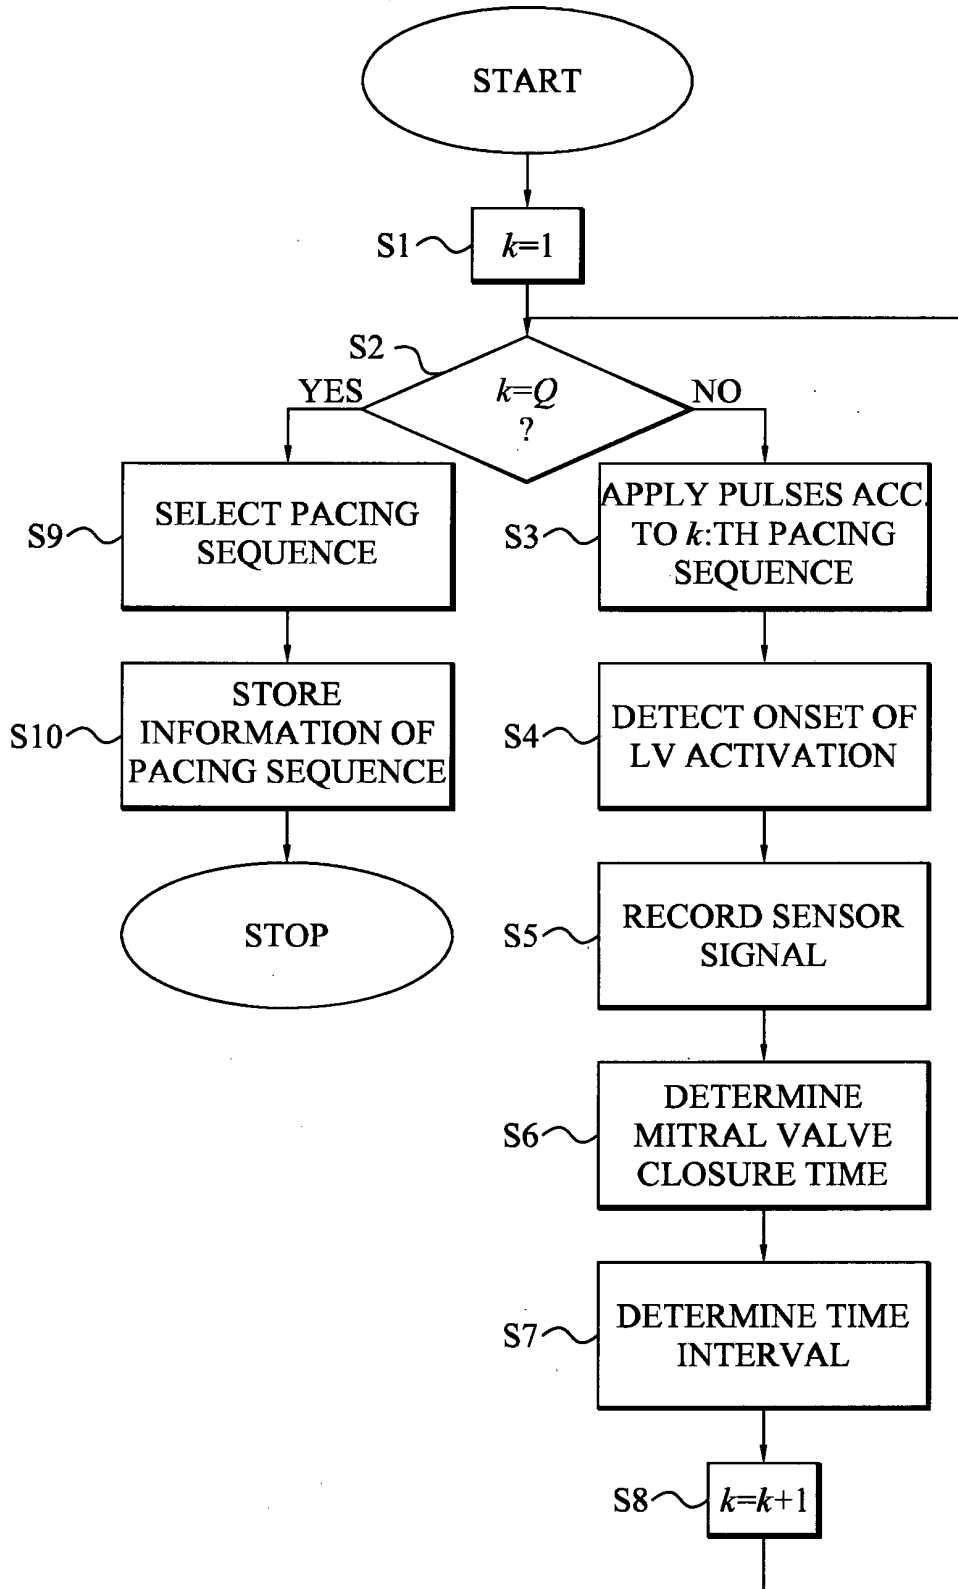 START
S1
k=1
S2
YES
k=Q
?
NO
S9
SELECT PACING
SEQUENCE
S3
APPLY PULSES ACC.
TO k:TH PACING
SEQUENCE
S10
STORE
INFORMATION OF
PACING SEQUENCE
S4
DETECT ONSET OF
LV ACTIVATION
STOP
S5
RECORD SENSOR
SIGNAL
S6
DETERMINE
MITRAL VALVE
CLOSURE TIME
S7
DETERMINE TIME
INTERVAL
S8
k=k+1